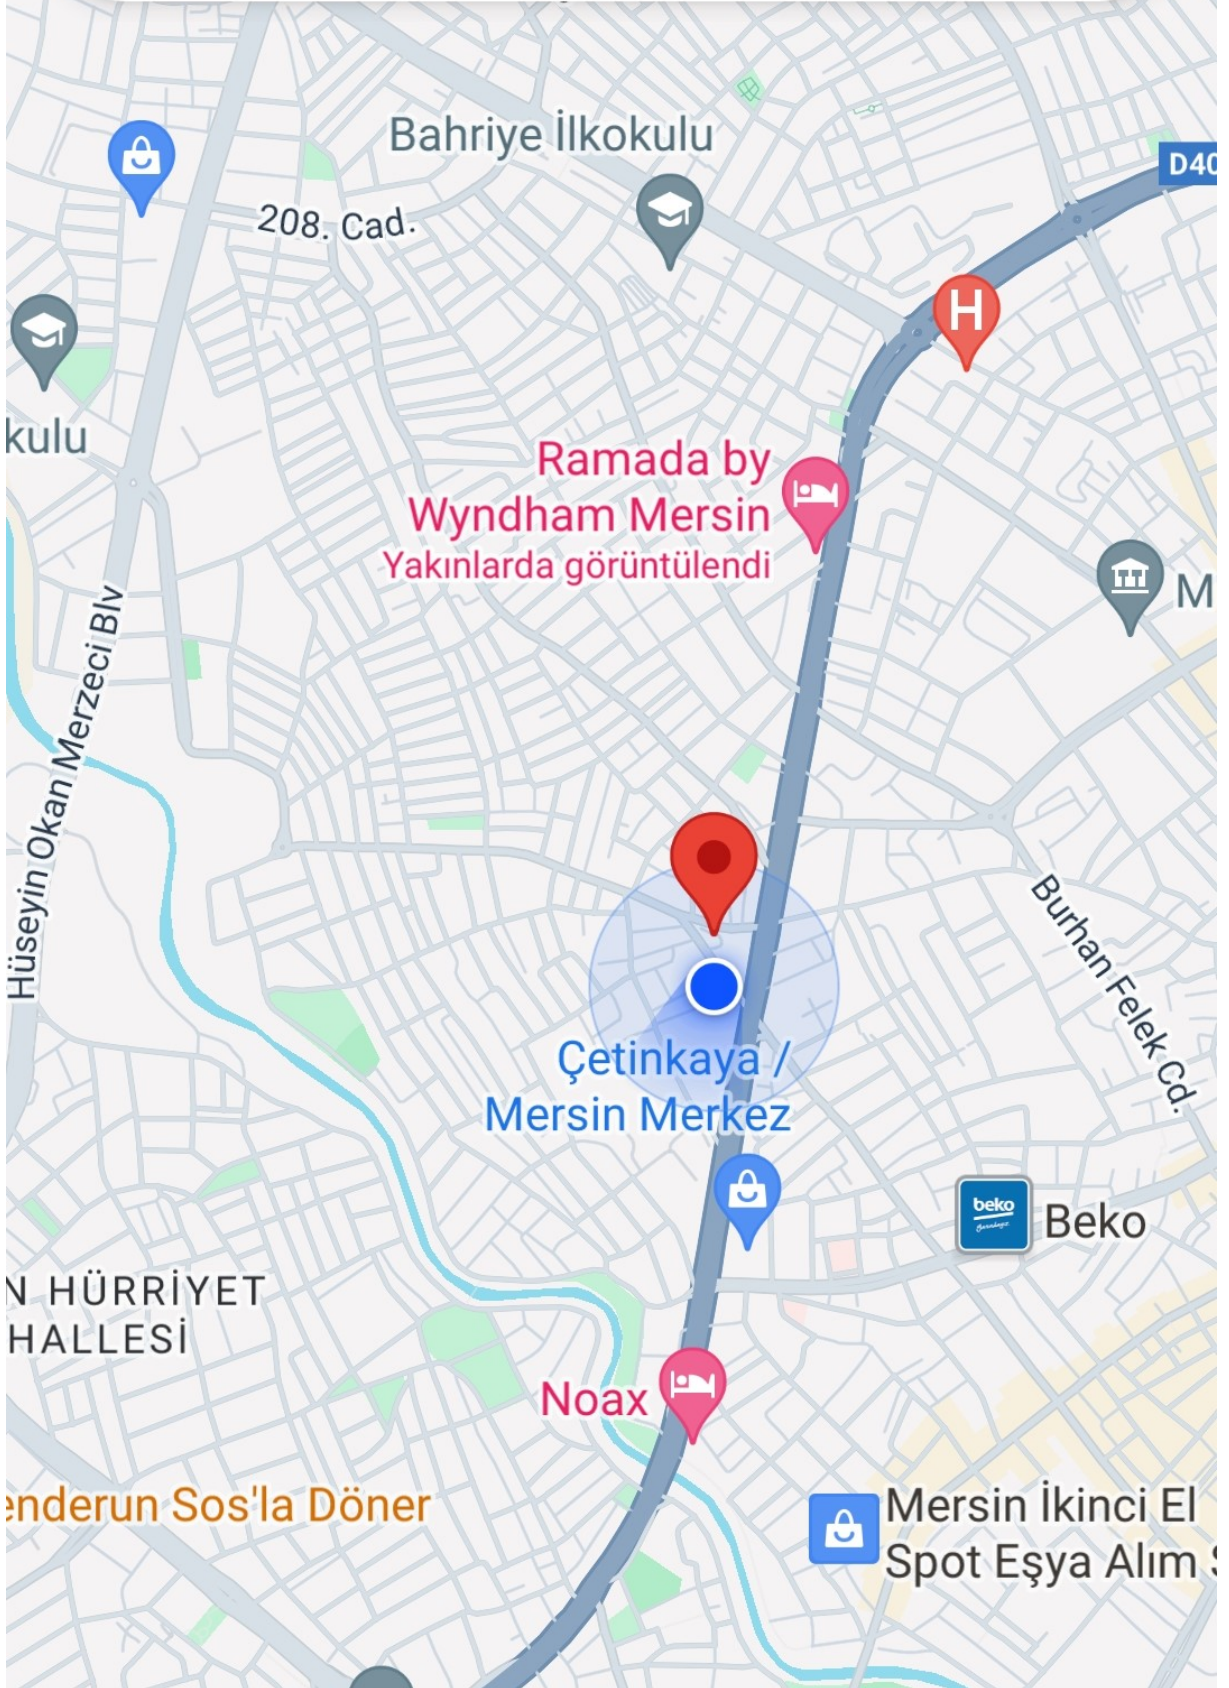 Bahriye İlkokulu
D40
208. Cad.
kulu
Ramada by
Wyndham Mersin
Yakınlarda görüntülendi
H
M
Hüseyin Okan Merzeci Blv
Burhan Felek Cd.
Çetinkaya /
Mersin Merkez
beko
Beko
N HÜRRİYET
HALLESİ
Noax
enderun Sos'la Döner
Mersin İkinci El
Spot Eşya Alım S